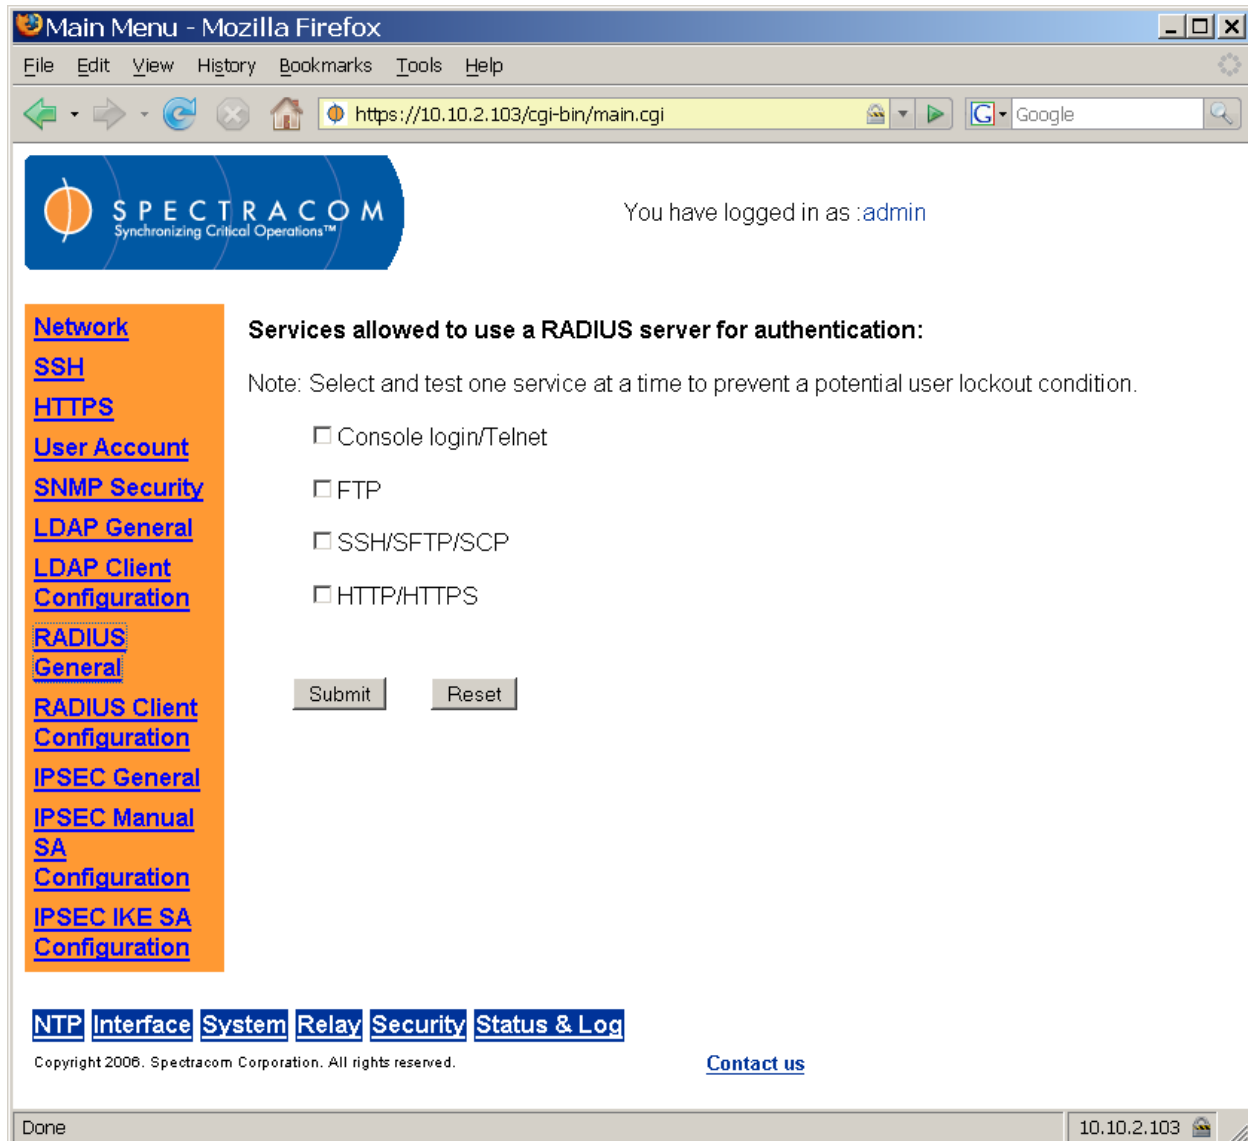 Main Menu - Mozilla Firefox
File Edit View History Bookmarks Tools Help
https://10.10.2.103/cgi-bin/main.cgi
G Google
SPECTRACOM
Synchronizing Critical Operations™
You have logged in as :admin
Network
SSH
HTTPS
User Account
SNMP Security
LDAP General
LDAP Client
Configuration
RADIUS
General
RADIUS Client
Configuration
IPSEC General
IPSEC Manual
SA
Configuration
IPSEC IKE SA
Configuration
Services allowed to use a RADIUS server for authentication:
Note: Select and test one service at a time to prevent a potential user lockout condition.
Console login/Telnet
FTP
SSH/SFTP/SCP
HTTP/HTTPS
Submit Reset
NTP Interface System Relay Security Status & Log
Copyright 2006. Spectracom Corporation. All rights reserved.
Contact us
Done
10.10.2.103